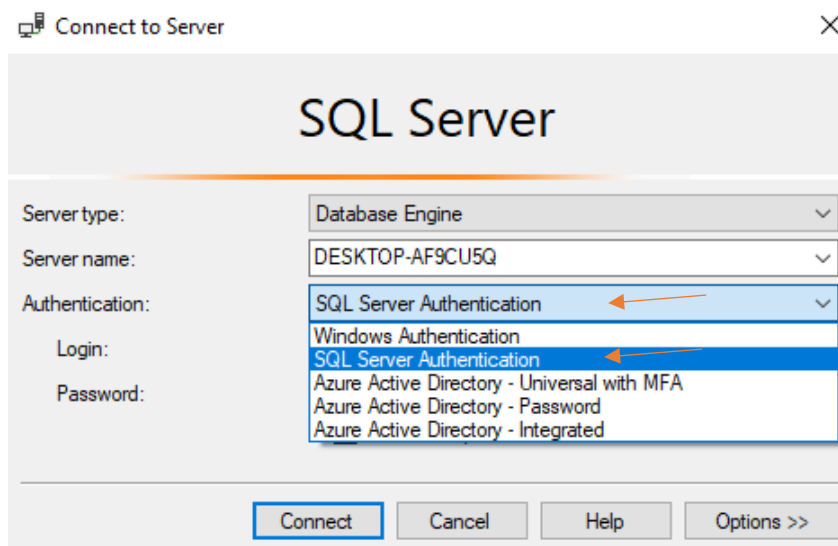 Connect to Server
SQL Server
Server type: Database Engine
Server name: DESKTOP-AF9CU5Q
Authentication: SQL Server Authentication
Windows Authentication
Login: SQL Server Authentication
Azure Active Directory - Universal with MFA
Password: Azure Active Directory - Password
Azure Active Directory - Integrated
Connect Cancel Help Options >>